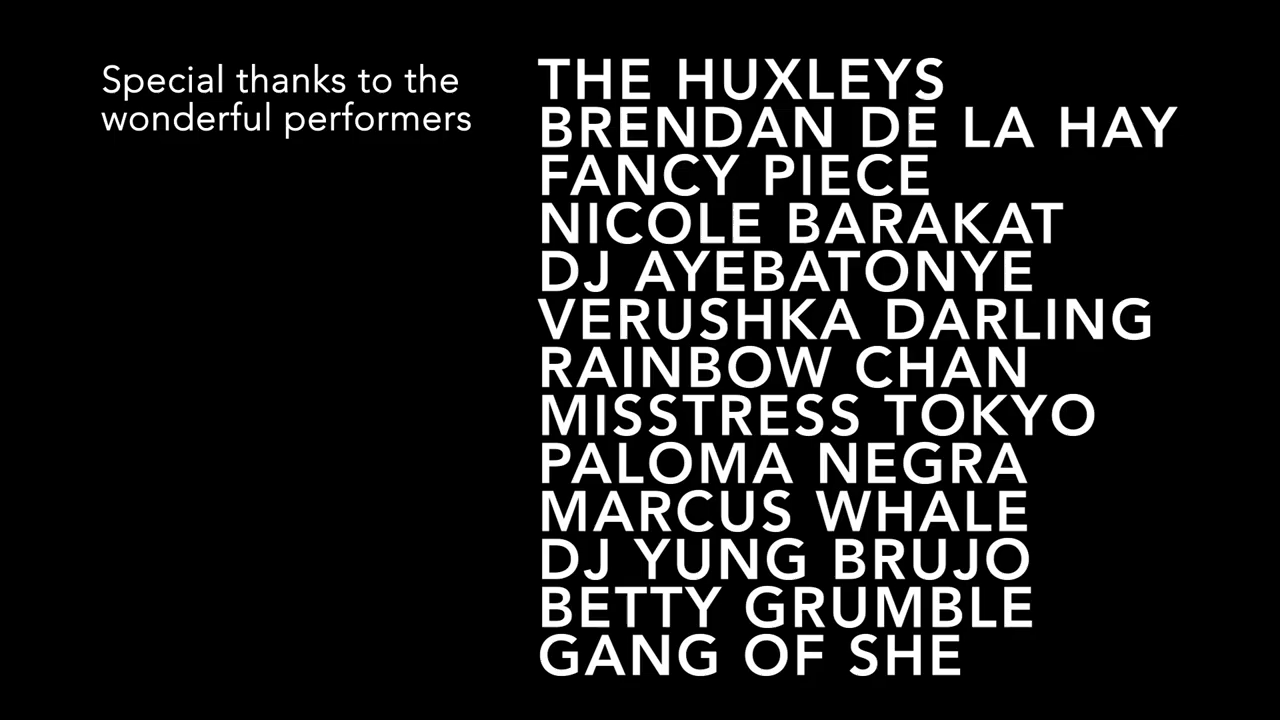 Special thanks to the
wonderful performers
THE HUXLEYS
BRENDAN DE LA HAY
FANCY PIECE
NICOLE BARAKAT
DJ AYEBATONYE
VERUSHKA DARLING
RAINBOW CHAN
MISSTRESS TOKYO
PALOMA NEGRA
MARCUS WHALE
DJ YUNG BRUJO
BETTY GRUMBLE
GANG OF SHE